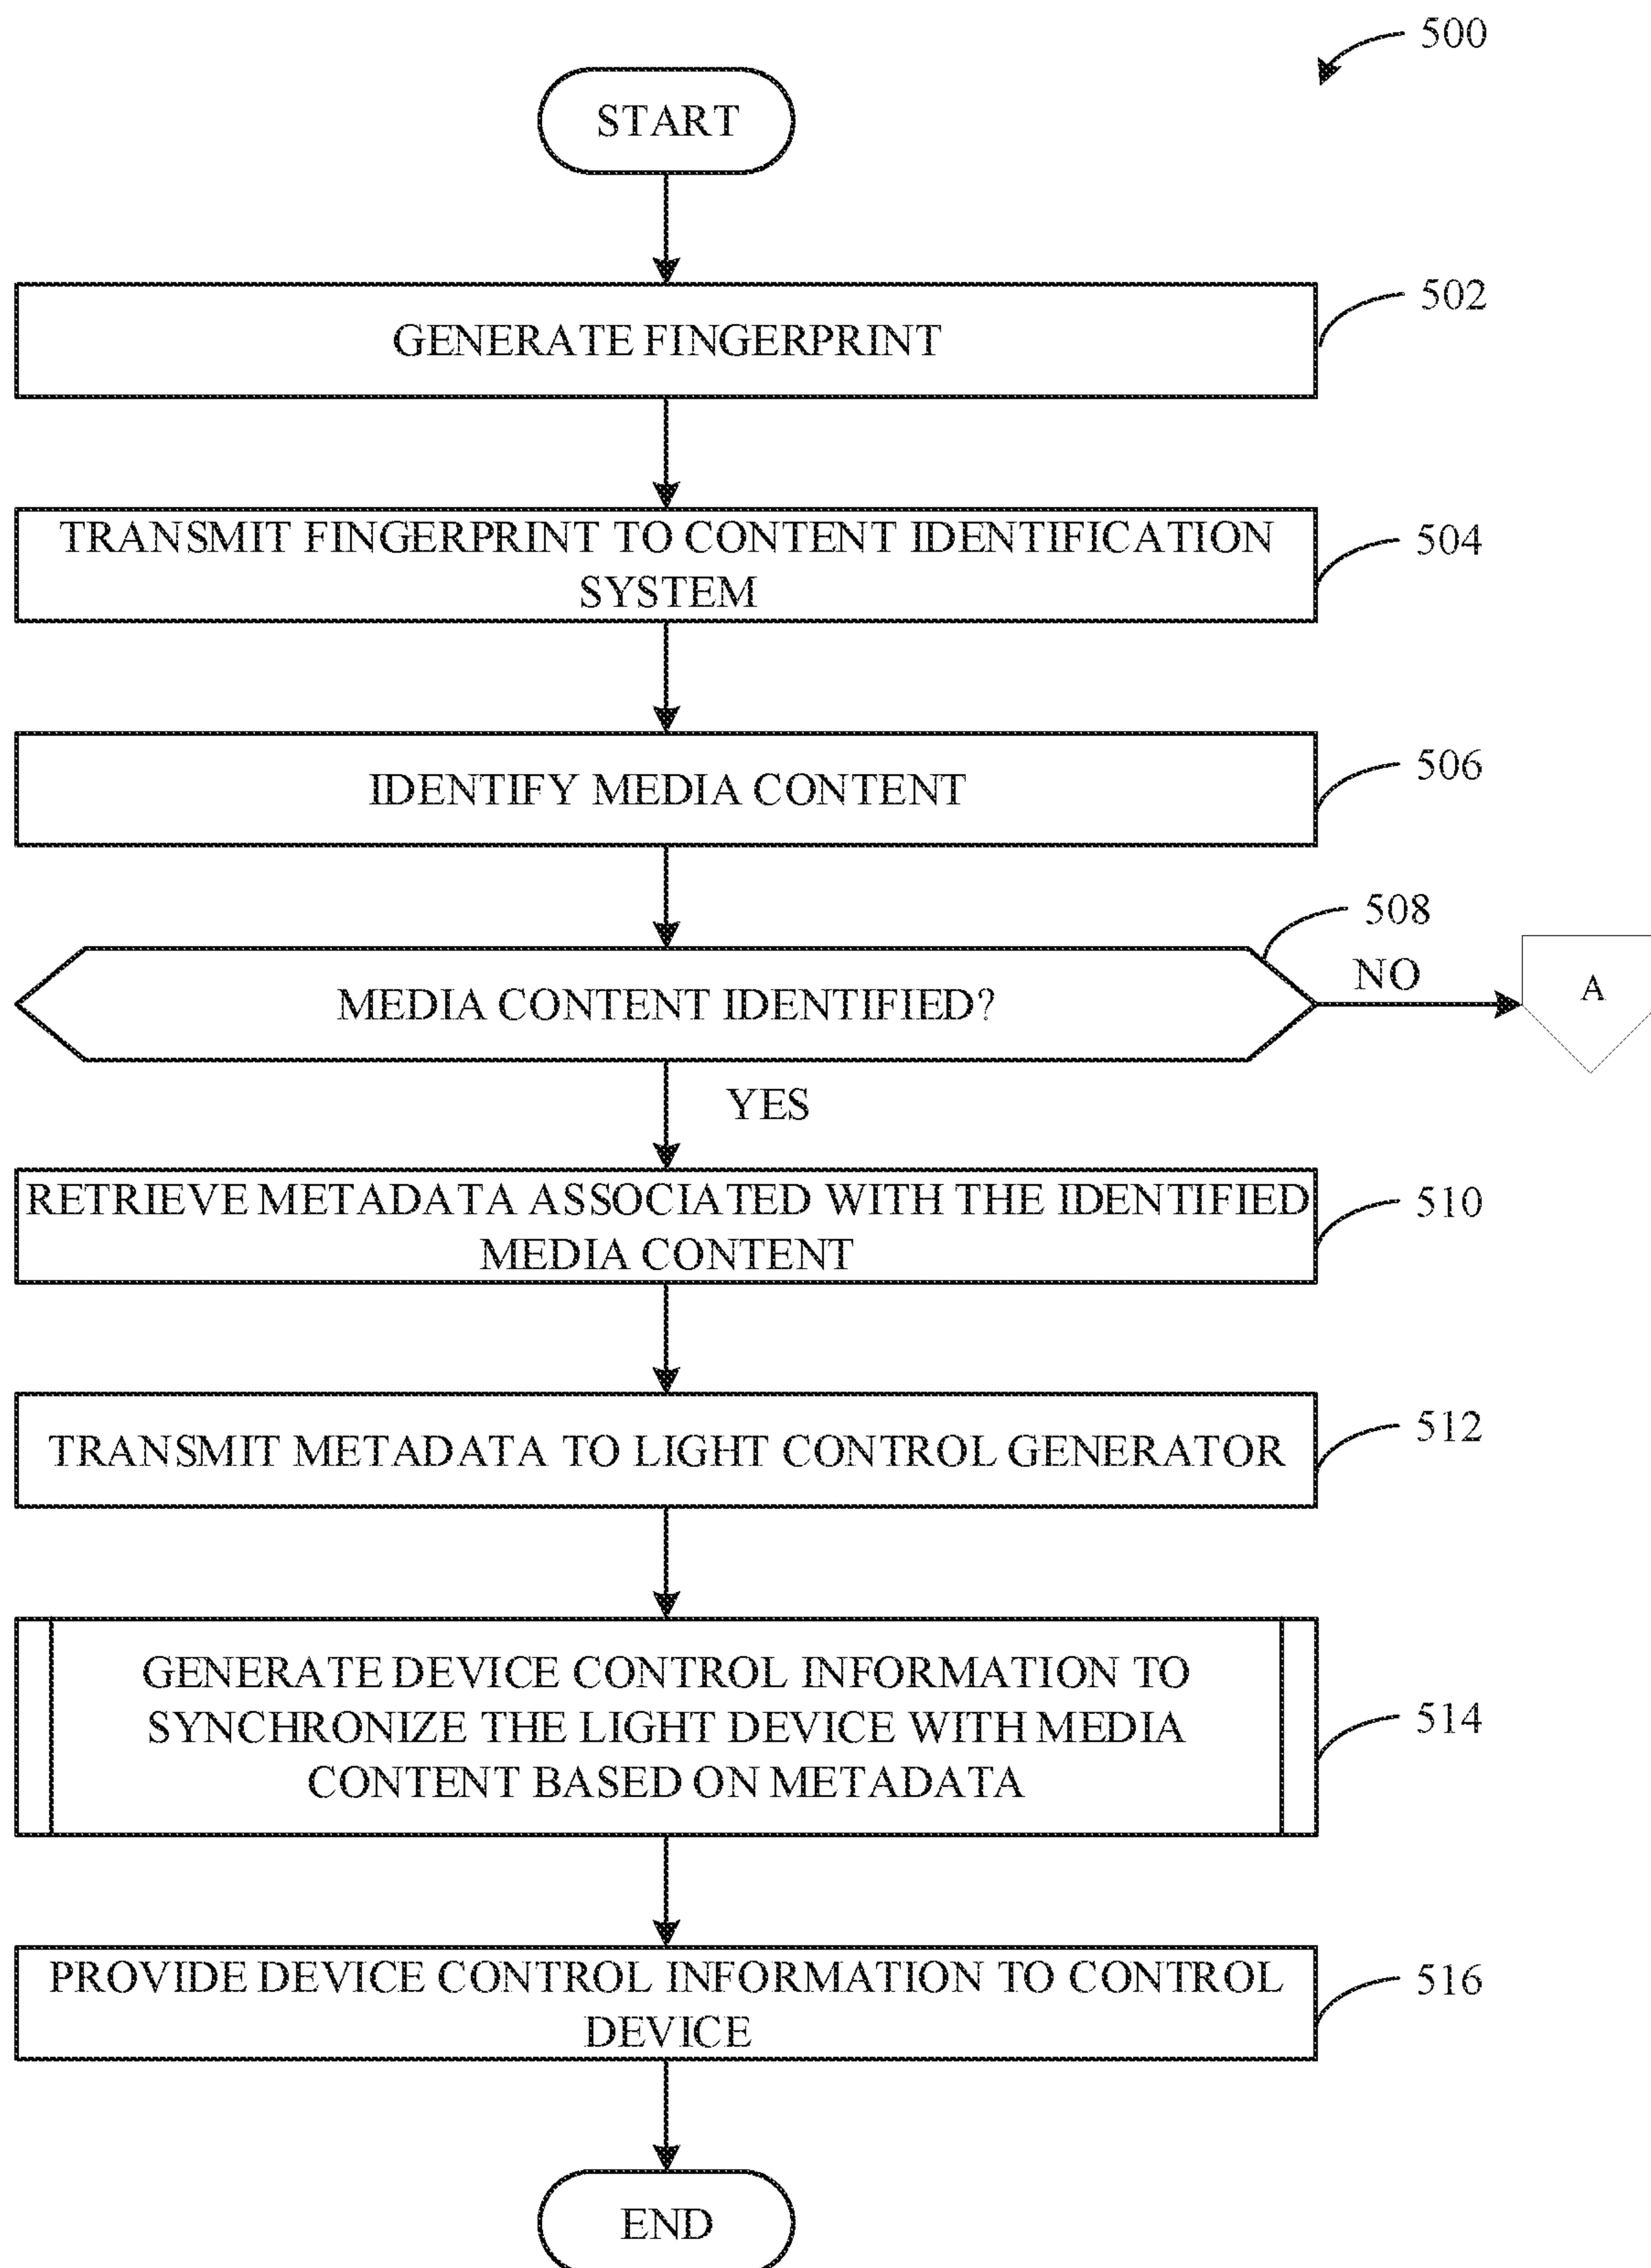 500
START
GENERATE FINGERPRINT
502
TRANSMIT FINGERPRINT TO CONTENT IDENTIFICATION
SYSTEM
504
IDENTIFY MEDIA CONTENT
506
MEDIA CONTENT IDENTIFIED?
508
NO
A
YES
RETRIEVE METADATA ASSOCIATED WITH THE IDENTIFIED
MEDIA CONTENT
510
TRANSMIT METADATA TO LIGHT CONTROL GENERATOR
512
GENERATE DEVICE CONTROL INFORMATION TO
SYNCHRONIZE THE LIGHT DEVICE WITH MEDIA
CONTENT BASED ON METADATA
514
PROVIDE DEVICE CONTROL INFORMATION TO CONTROL
DEVICE
516
END